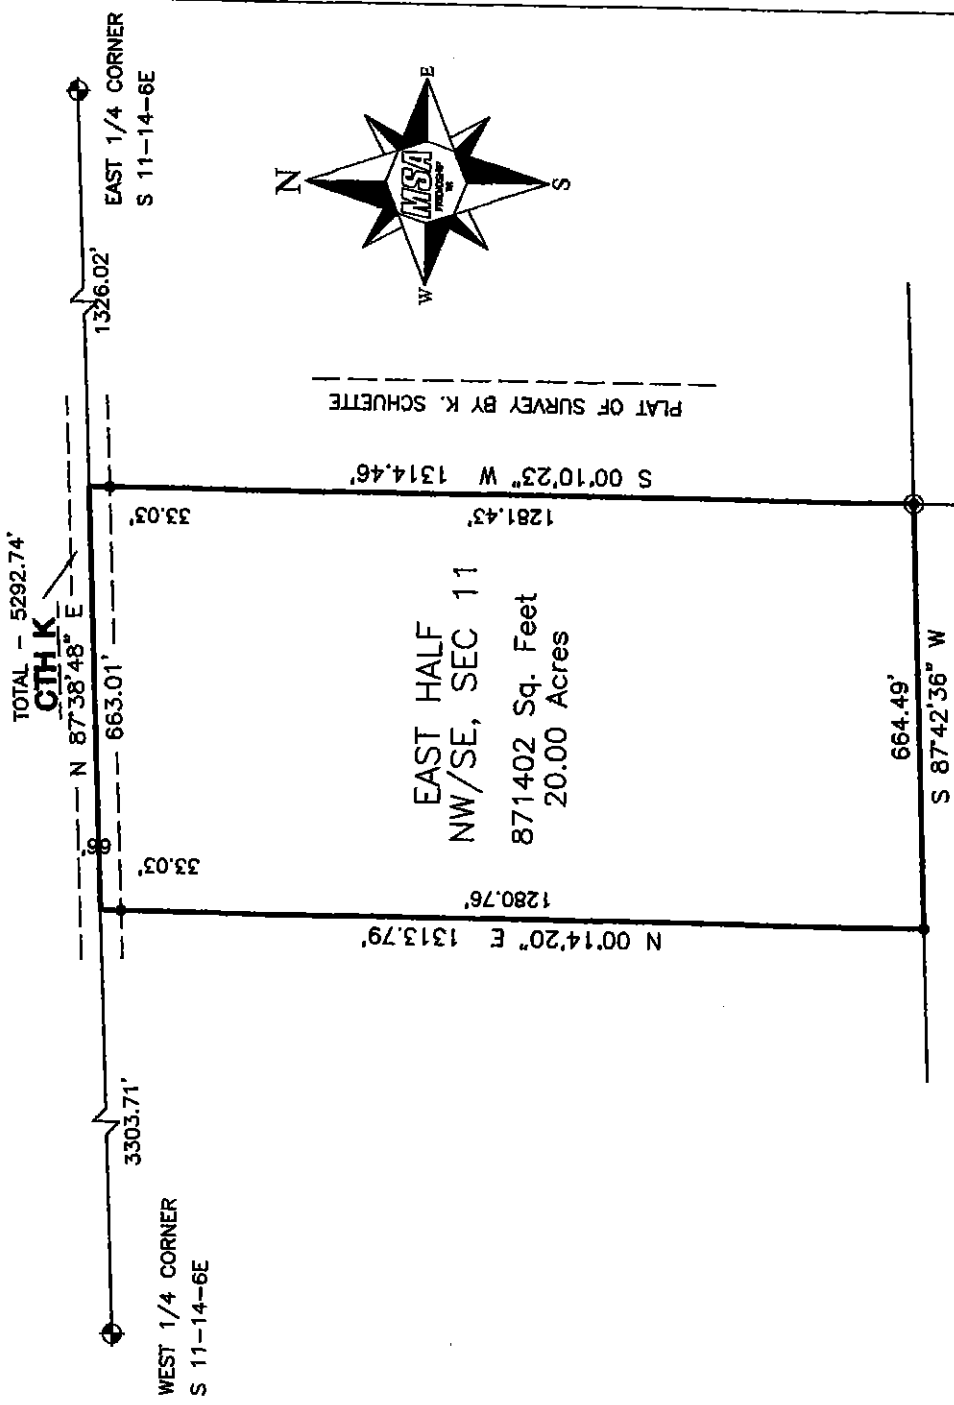 TOTAL - 5292.74'
CTH K
N 87°38'48" E
663.01'
66'
1326.02'
EAST 1/4 CORNER
S 11-14-6E
3303.71'
WEST 1/4 CORNER
S 11-14-6E
N
E
S
W
MSA
FRIENDSHIP
WI
PLAT OF SURVEY BY K. SCHUETTE
S 00°10'23" W 1314.46'
33.03'
1281.43'
EAST HALF
NW/SE, SEC 11
871402 Sq. Feet
20.00 Acres
33.03'
1280.76'
N 00°14'20" E 1313.79'
664.49'
S 87°42'36" W